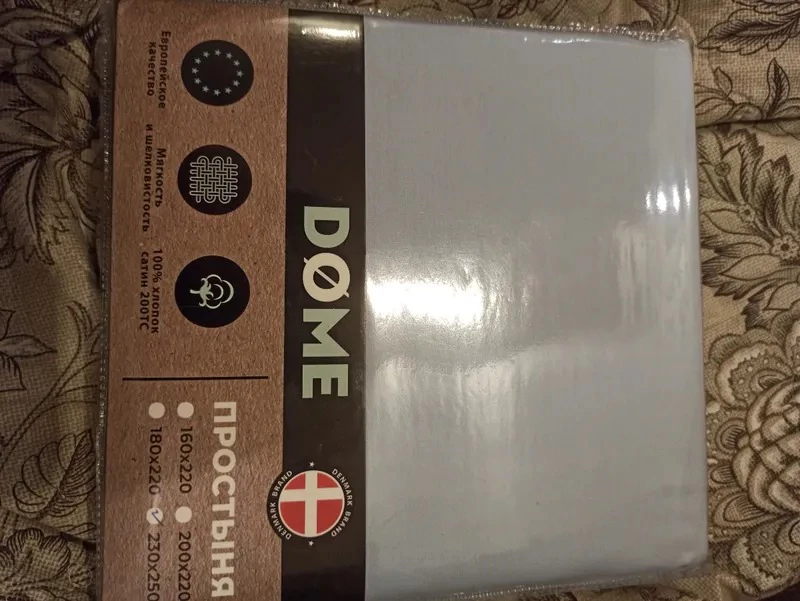 DØME
DENMARK BRAND
DENMARK BRAND
Европейское
качество
Мягкость
и шелковистость
100% хлопок
сатин 200ТС
ПРОСТЫНЯ
160x220
200x220
180x220
230x250